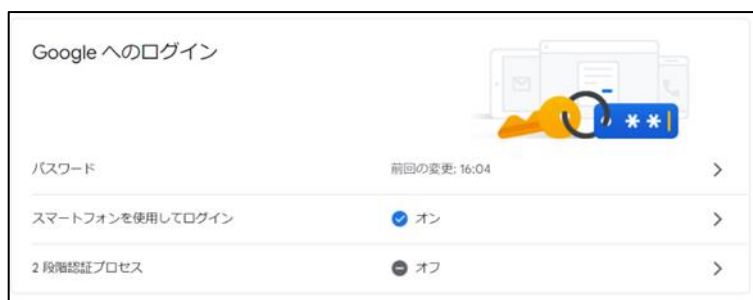 Google へのログイン
**
パスワード 前回の変更: 16:04
スマートフォンを使用してログイン オン
2 段階認証プロセス オフ